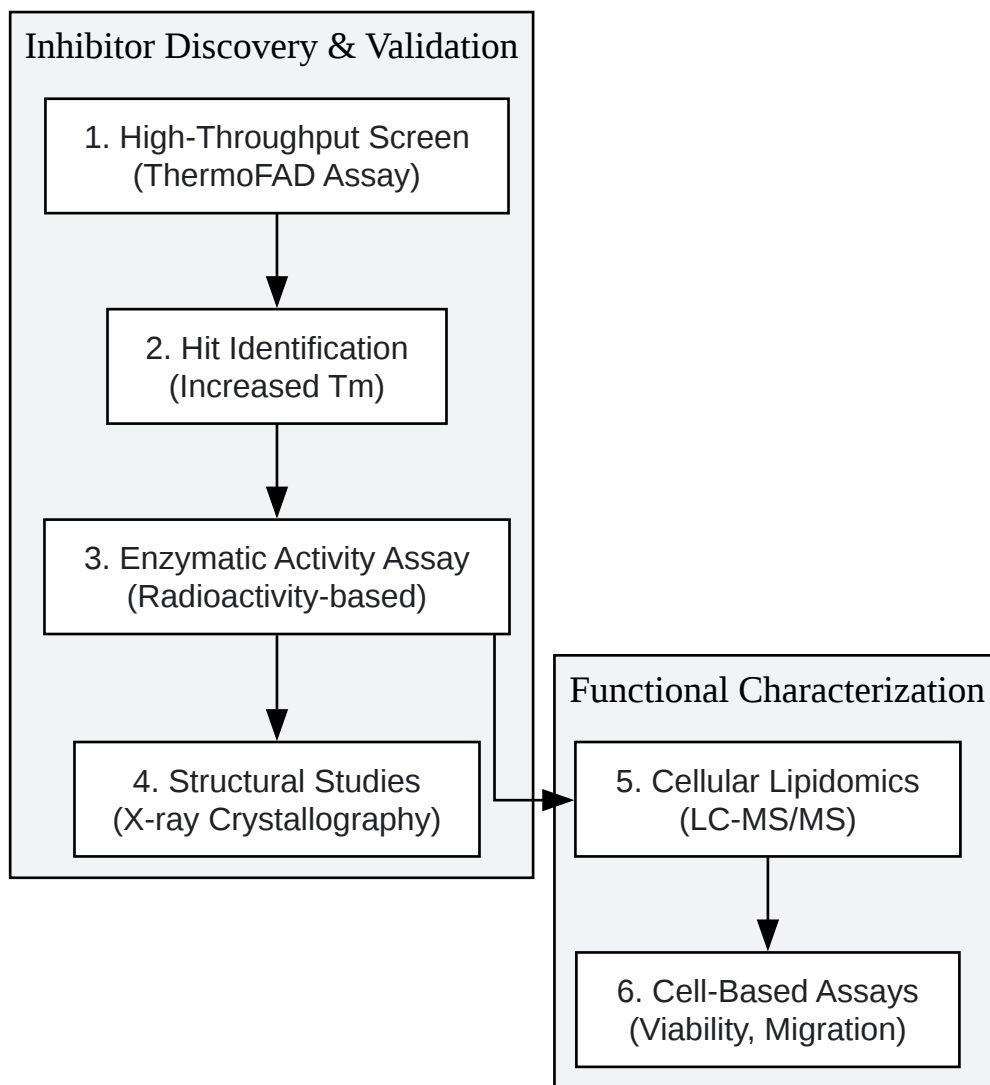 Inhibitor Discovery & Validation
1. High-Throughput Screen
(ThermoFAD Assay)
2. Hit Identification
(Increased Tm)
3. Enzymatic Activity Assay
(Radioactivity-based)
4. Structural Studies
(X-ray Crystallography)
Functional Characterization
5. Cellular Lipidomics
(LC-MS/MS)
6. Cell-Based Assays
(Viability, Migration)